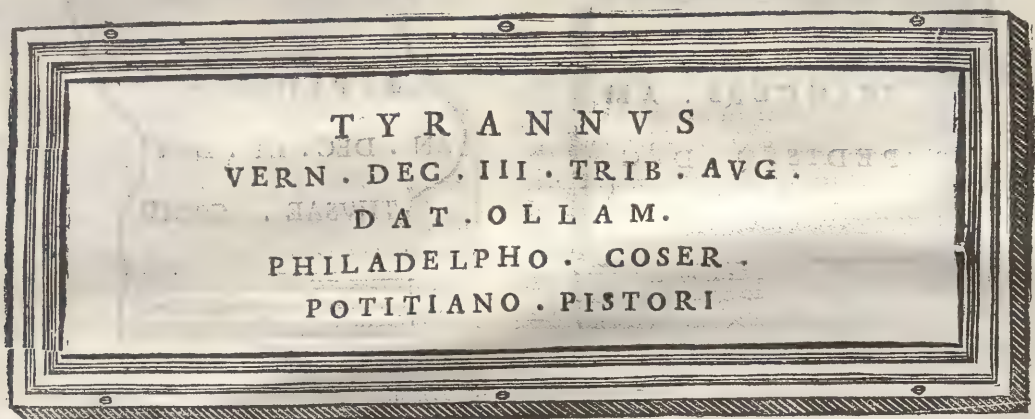 TYRANNVS
VERN . DEC . III . TRIB . AVG .
DAT . OLLAM.
PHILADELPHO . COSER .
POTITIANO . PISTORI